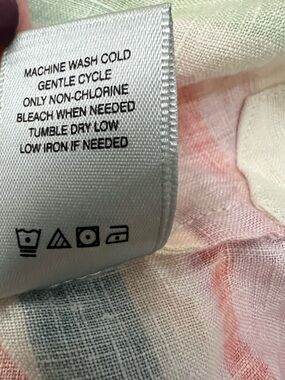 MACHINE WASH COLD
GENTLE CYCLE
ONLY NON-CHLORINE
BLEACH WHEN NEEDED
TUMBLE DRY LOW
LOW IRON IF NEEDED